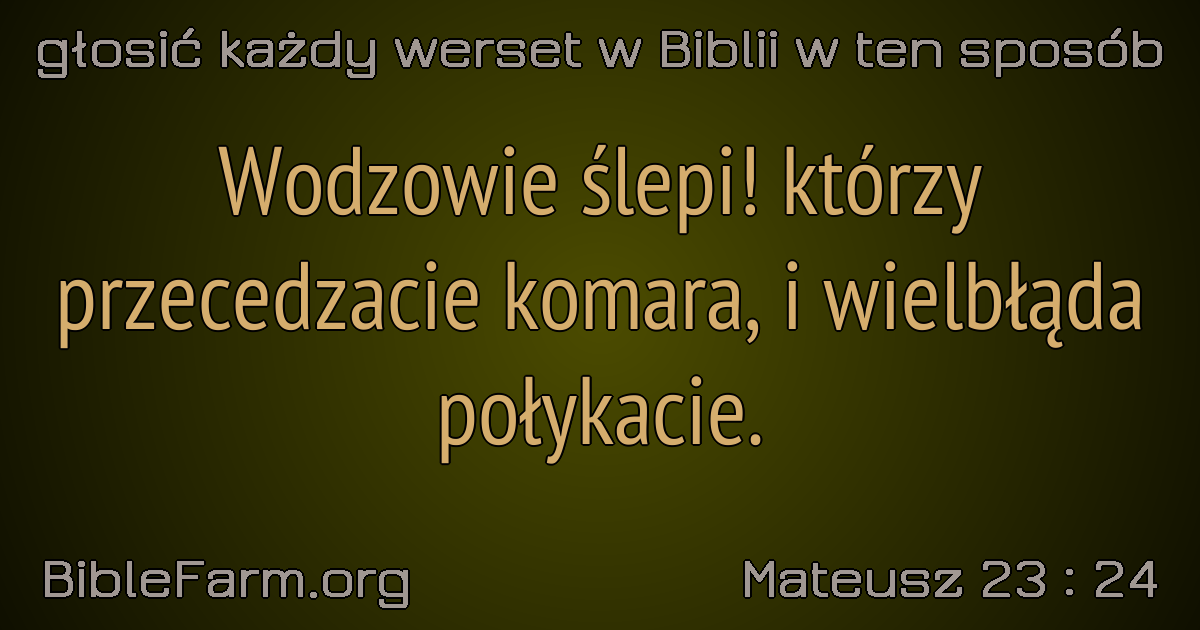 głosić każdy werset w Biblii w ten sposób
Wodzowie ślepi! którzy
przecedzacie komara, i wielbłąda
połykacie.
BibleFarm.org
Mateusz 23 : 24